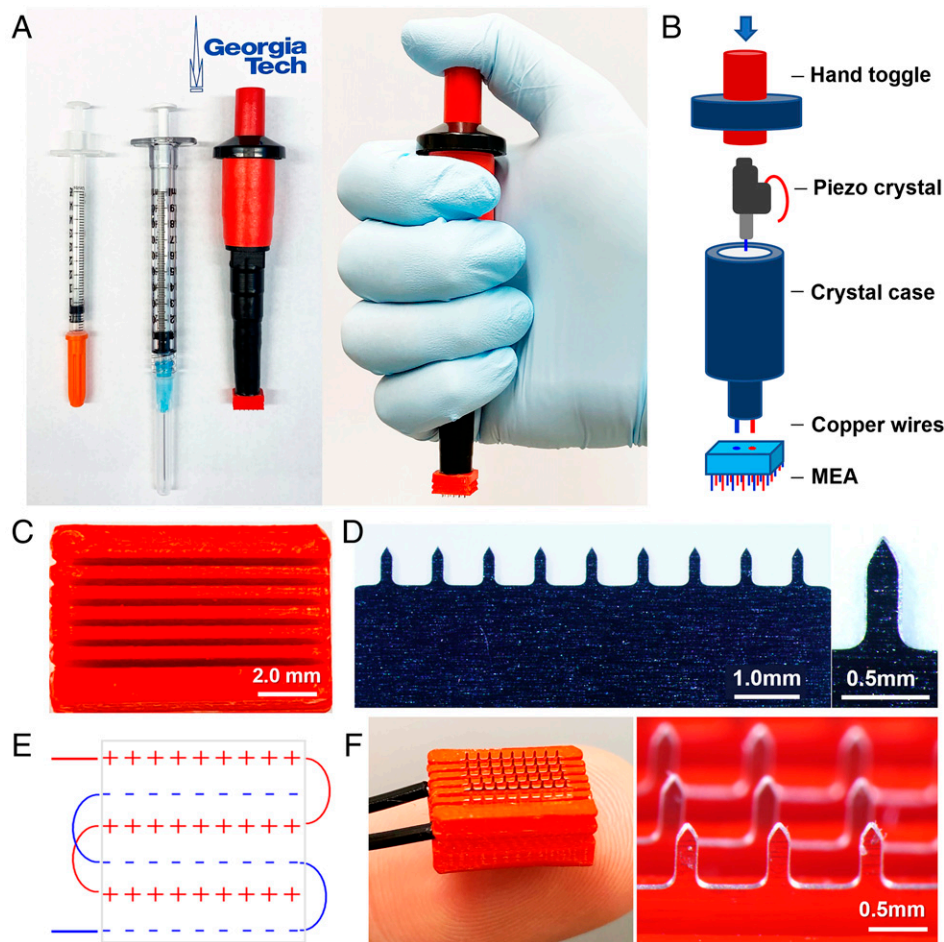 A
Georgia
Tech
B
Hand toggle
Piezo crystal
Crystal case
Copper wires
MEA
C
2.0 mm
D
1.0mm
0.5mm
E
+ + + + + + + + +
- - - - - - - - -
+ + + + + + + + +
- - - - - - - - -
+ + + + + + + + +
- - - - - - - - -
F
0.5mm